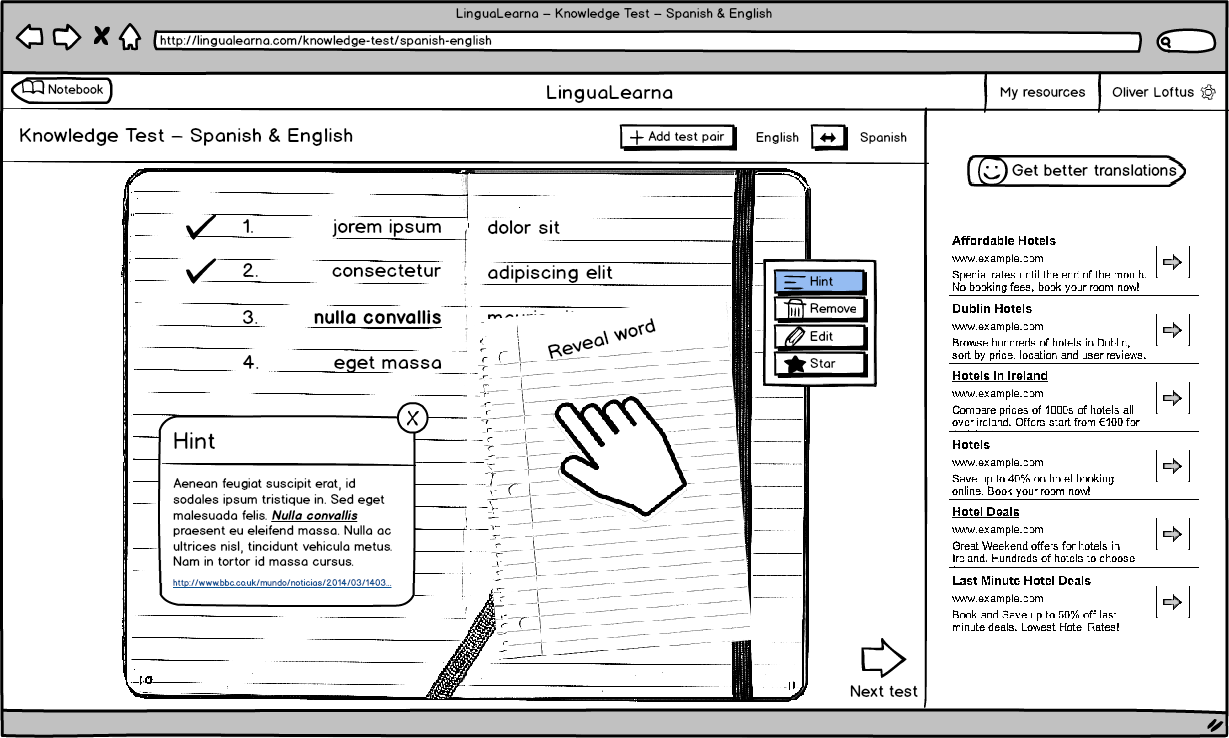 LinguaLearna – Knowledge Test – Spanish & English
http://lingualearna.com/knowledge-test/spanish-english
Notebook
LinguaLearna
My resources
Oliver Loftus
Knowledge Test – Spanish & English
+ Add test pair
English
Spanish
Get better translations
1. jorem ipsum dolor sit
2. consectetur adipiscing elit
3. nulla convallis
4. eget massa
Reveal word
Hint
Remove
Edit
Star
X
Hint
Aenean feugiat suscipit erat, id
sodales ipsum tristique in. Sed eget
malesuada felis. Nulla convallis
praesent eu eleifend massa. Nulla ac
ultrices nisl, tincidunt vehicula metus.
Nam in tortor id massa cursus.
http://www.bbc.co.uk/mundo/noticias/2014/03/1403...
10
11
Next test
Affordable Hotels
www.example.com
Special rates until the end of the month.
No booking fees, book your room now!
Dublin Hotels
www.example.com
Browse hundreds of hotels in Dublin,
sort by price, location and user reviews.
Hotels In Ireland
www.example.com
Compare prices of 1000s of hotels all
over ireland. Offers start from €100 for
Hotels
www.example.com
Save up to 40% on hotel booking
online. Book your room now!
Hotel Deals
www.example.com
Great Weekend offers for hotels in
Ireland. Hundreds of hotels to choose
Last Minute Hotel Deals
www.example.com
Book and Save up to 50% off last
minute deals. Lowest Hotel Rates!